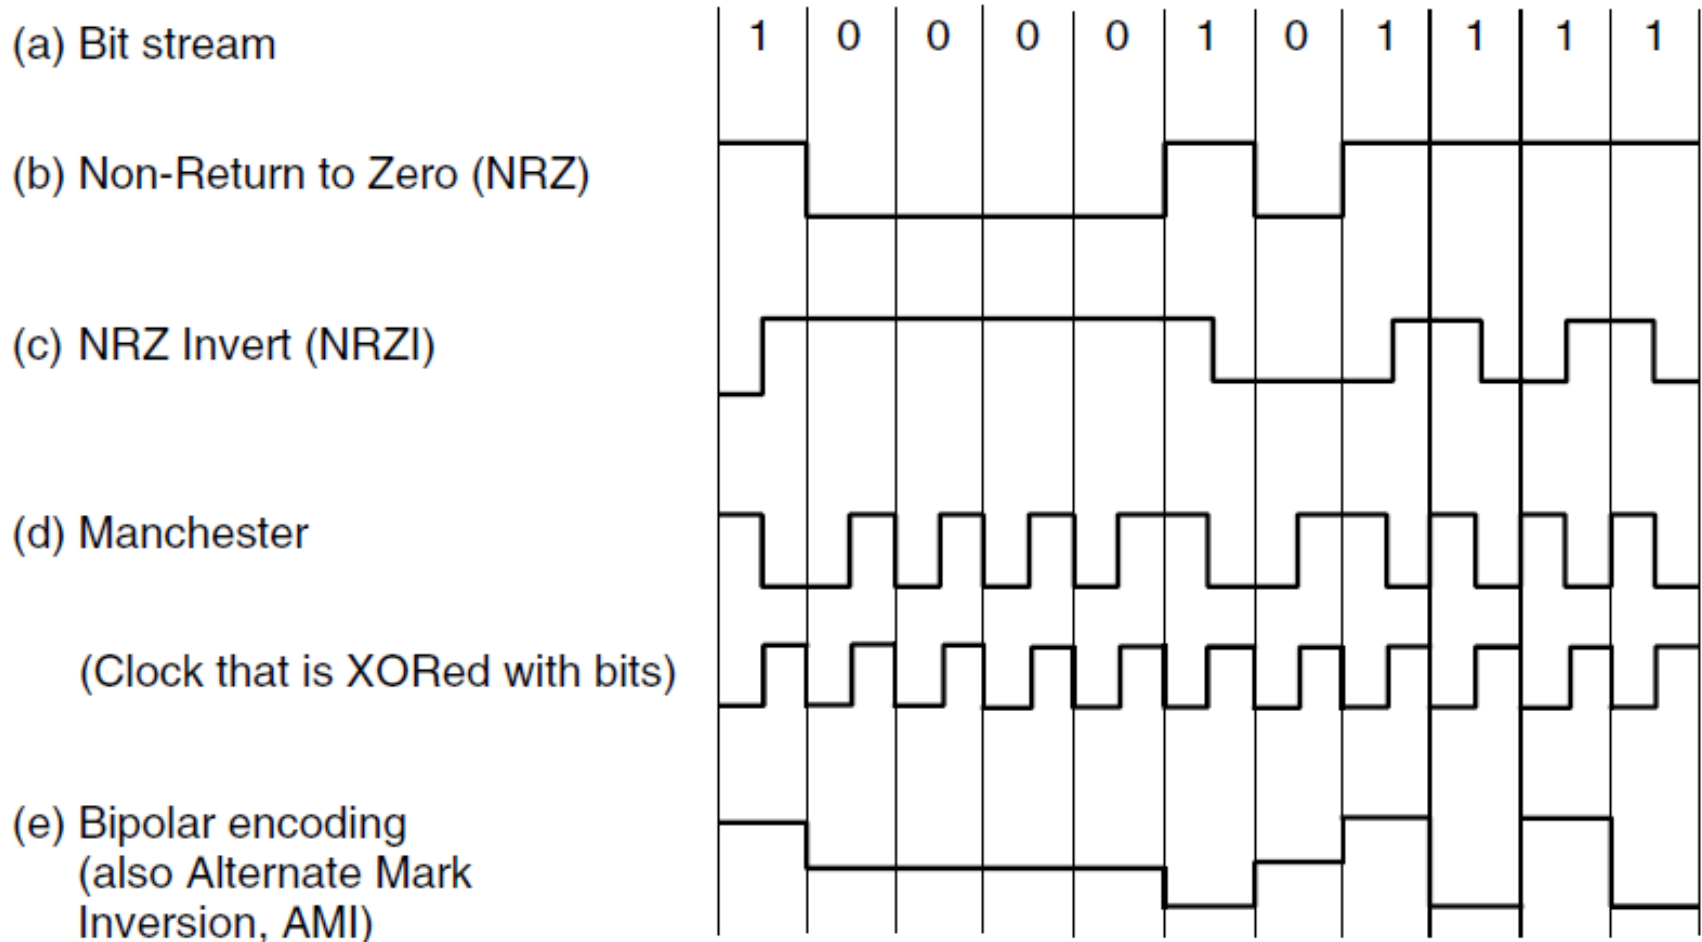 (a) Bit stream 1 0 0 0 0 1 0 1 1 1 1
(b) Non-Return to Zero (NRZ)
(c) NRZ Invert (NRZI)
(d) Manchester
(Clock that is XORed with bits)
(e) Bipolar encoding
(also Alternate Mark
Inversion, AMI)